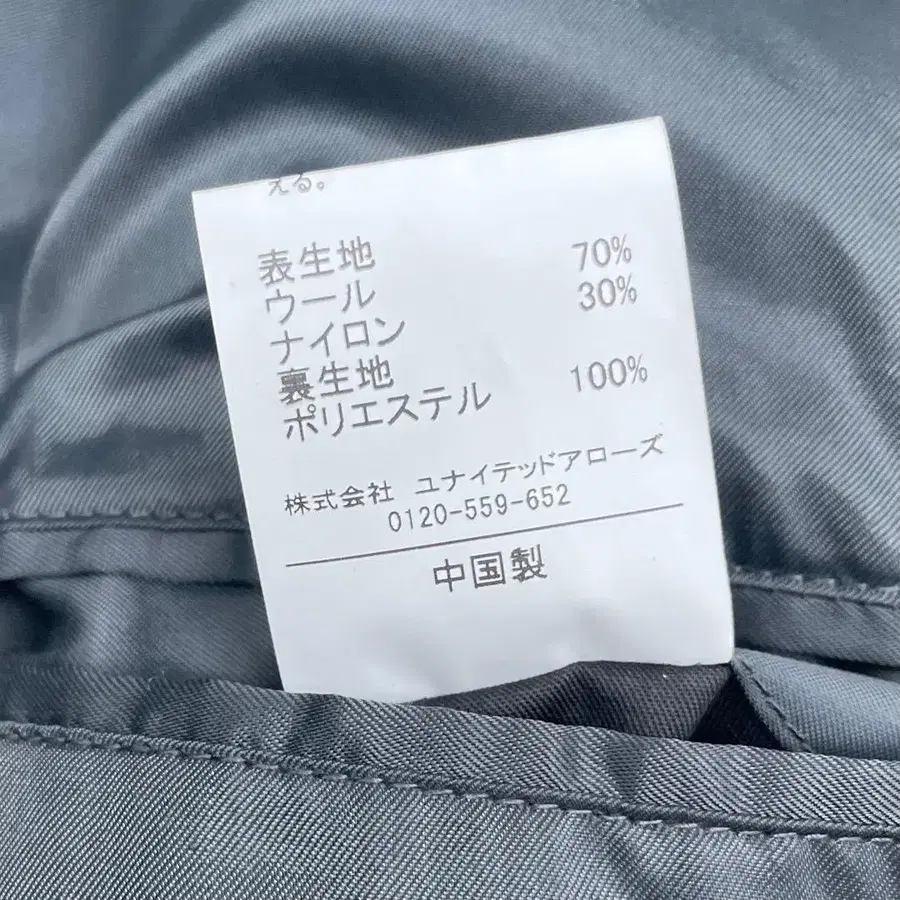 える。
表生地
ウール 70%
ナイロン 30%
裏生地
ポリエステル 100%
株式会社 ユナイテッドアローズ
0120-559-652
中国製